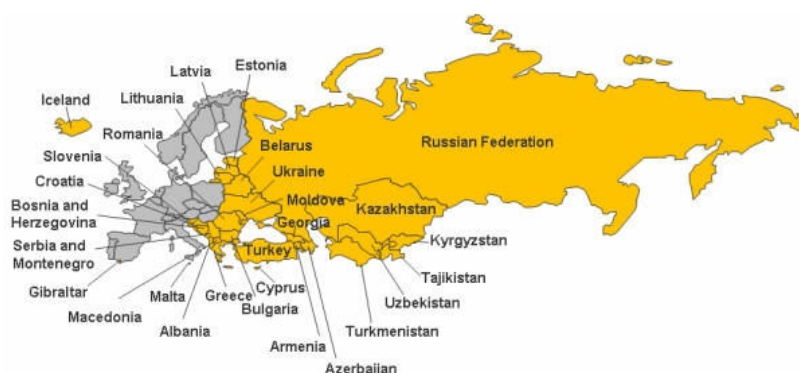 Estonia
Latvia
Iceland
Lithuania
Romania
Russian Federation
Belarus
Slovenia
Ukraine
Croatia
Moldova
Bosnia and
Herzegovina
Kazakhstan
Georgia
Serbia and
Montenegro
Turkey
Kyrgyzstan
Tajikistan
Gibraltar
Cyprus
Malta
Greece
Uzbekistan
Bulgaria
Macedonia
Albania
Turkmenistan
Armenia
Azerbaijan